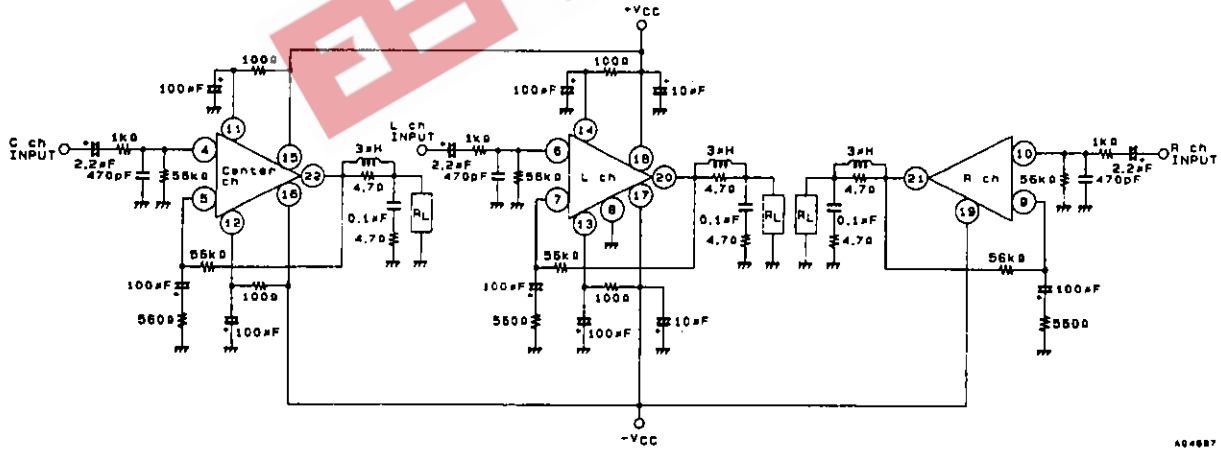 +VCC
100Ω
100Ω
100µF
100µF
10µF
11
14
C ch
INPUT
1kΩ
2.2µF
470pF
56kΩ
4
Center
ch
5
15
16
22
12
3µH
4.7Ω
0.1µF
4.7Ω
RL
L ch
INPUT
1kΩ
2.2µF
470pF
56kΩ
6
L ch
7
18
20
17
8
13
3µH
4.7Ω
0.1µF
4.7Ω
RL
RL
3µH
4.7Ω
0.1µF
4.7Ω
21
R ch
19
10
9
56kΩ
1kΩ
2.2µF
470pF
R ch
INPUT
56kΩ
100µF
560Ω
100Ω
100µF
56kΩ
100µF
560Ω
100Ω
100µF
10µF
56kΩ
100µF
560Ω
-VCC